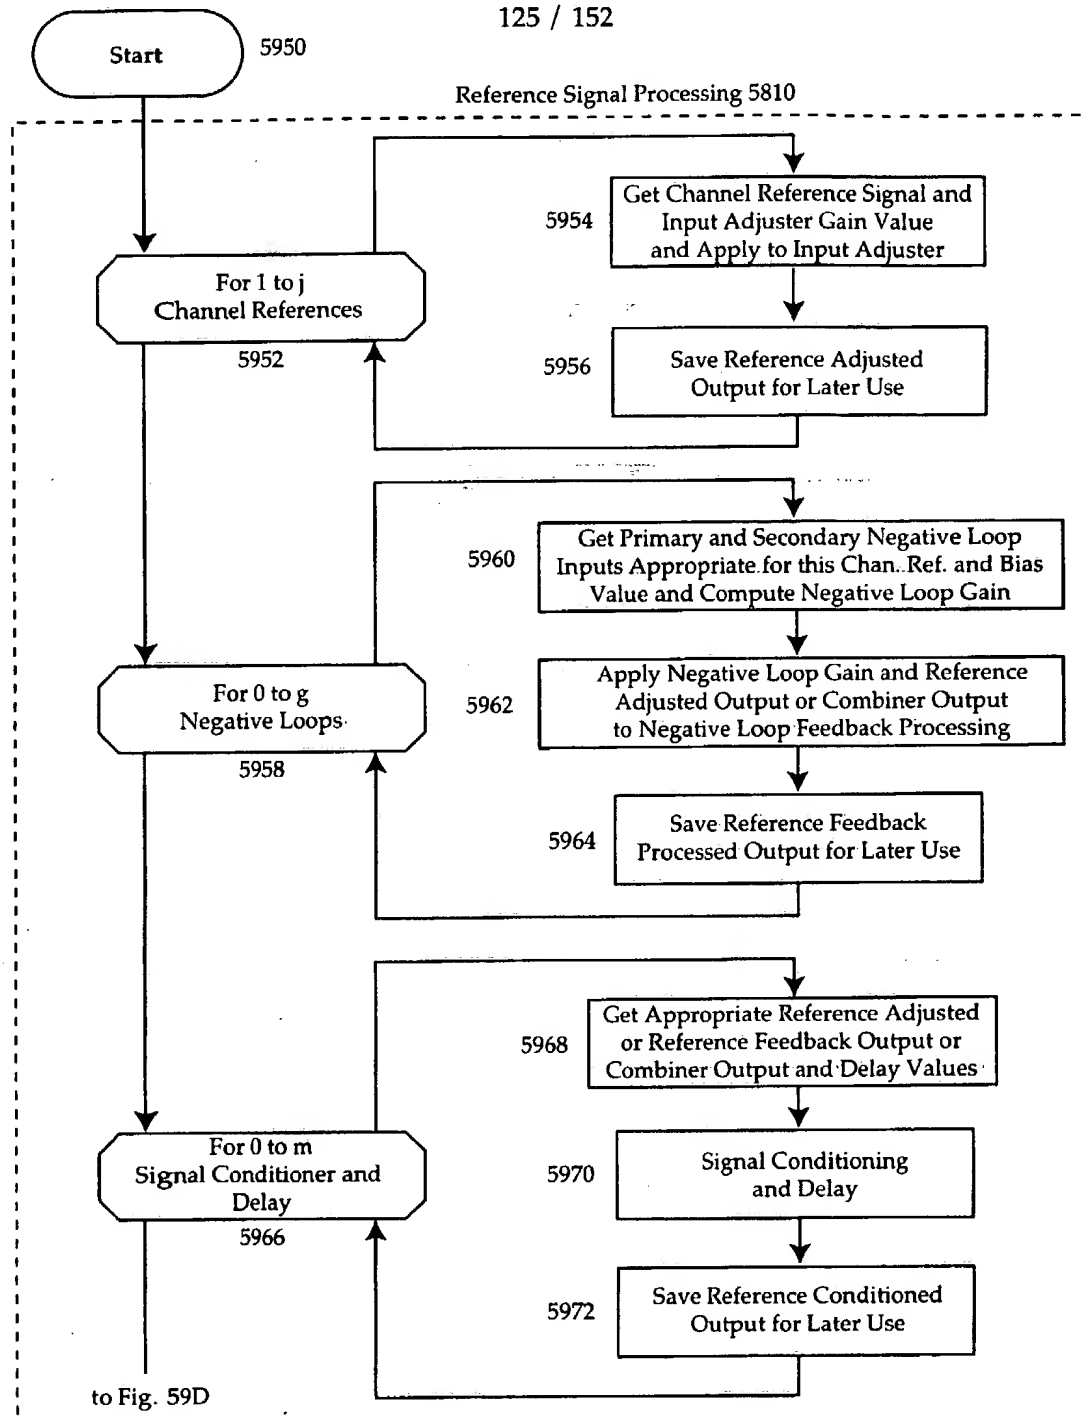 125 / 152
Start
5950
Reference Signal Processing 5810
For 1 to j
Channel References
5952
5954
Get Channel Reference Signal and
Input Adjuster Gain Value
and Apply to Input Adjuster
5956
Save Reference Adjusted
Output for Later Use
For 0 to g
Negative Loops
5958
5960
Get Primary and Secondary Negative Loop
Inputs Appropriate for this Chan. Ref. and Bias
Value and Compute Negative Loop Gain
5962
Apply Negative Loop Gain and Reference
Adjusted Output or Combiner Output
to Negative Loop Feedback Processing
5964
Save Reference Feedback
Processed Output for Later Use
For 0 to m
Signal Conditioner and
Delay
5966
5968
Get Appropriate Reference Adjusted
or Reference Feedback Output or
Combiner Output and Delay Values
5970
Signal Conditioning
and Delay
5972
Save Reference Conditioned
Output for Later Use
to Fig. 59D